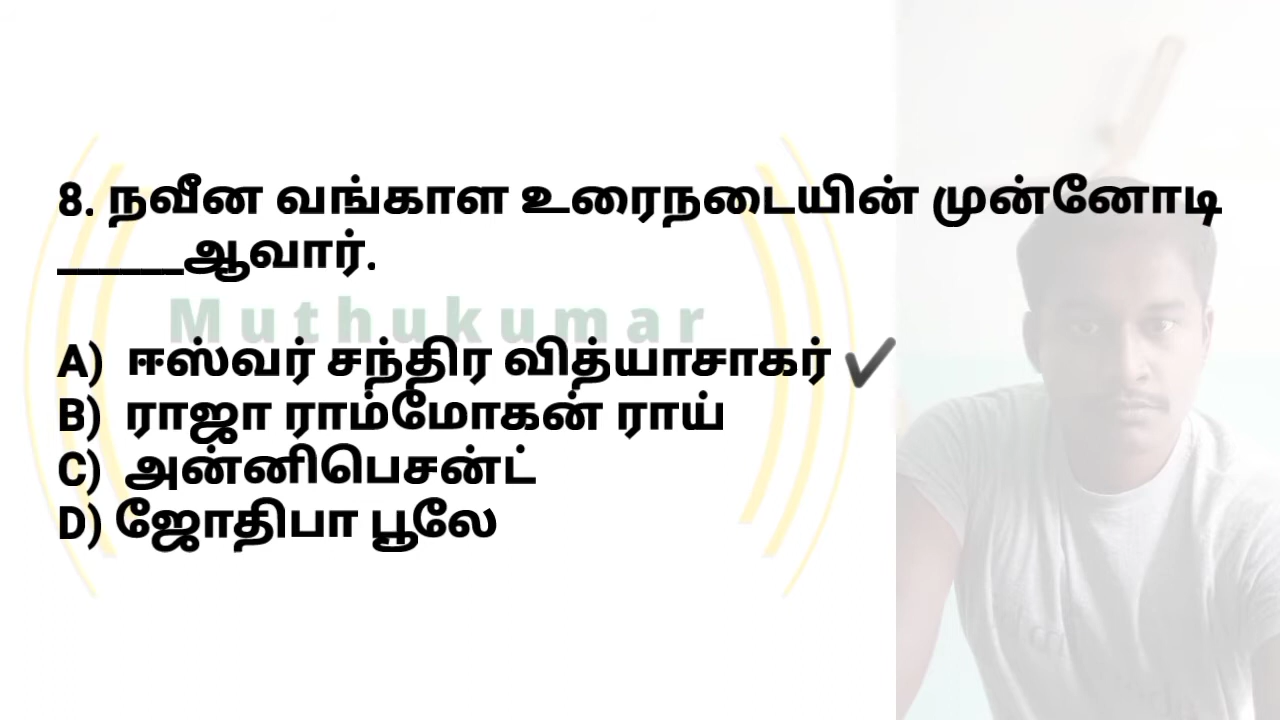 8. நவீன வங்காள உரைநடையின் முன்னோடி
______ஆவார்.
Muthukumar
A) ஈஸ்வர் சந்திர வித்யாசாகர் ✔
B) ராஜா ராம்மோகன் ராய்
C) அன்னிபெசன்ட்
D) ஜோதிபா பூலே